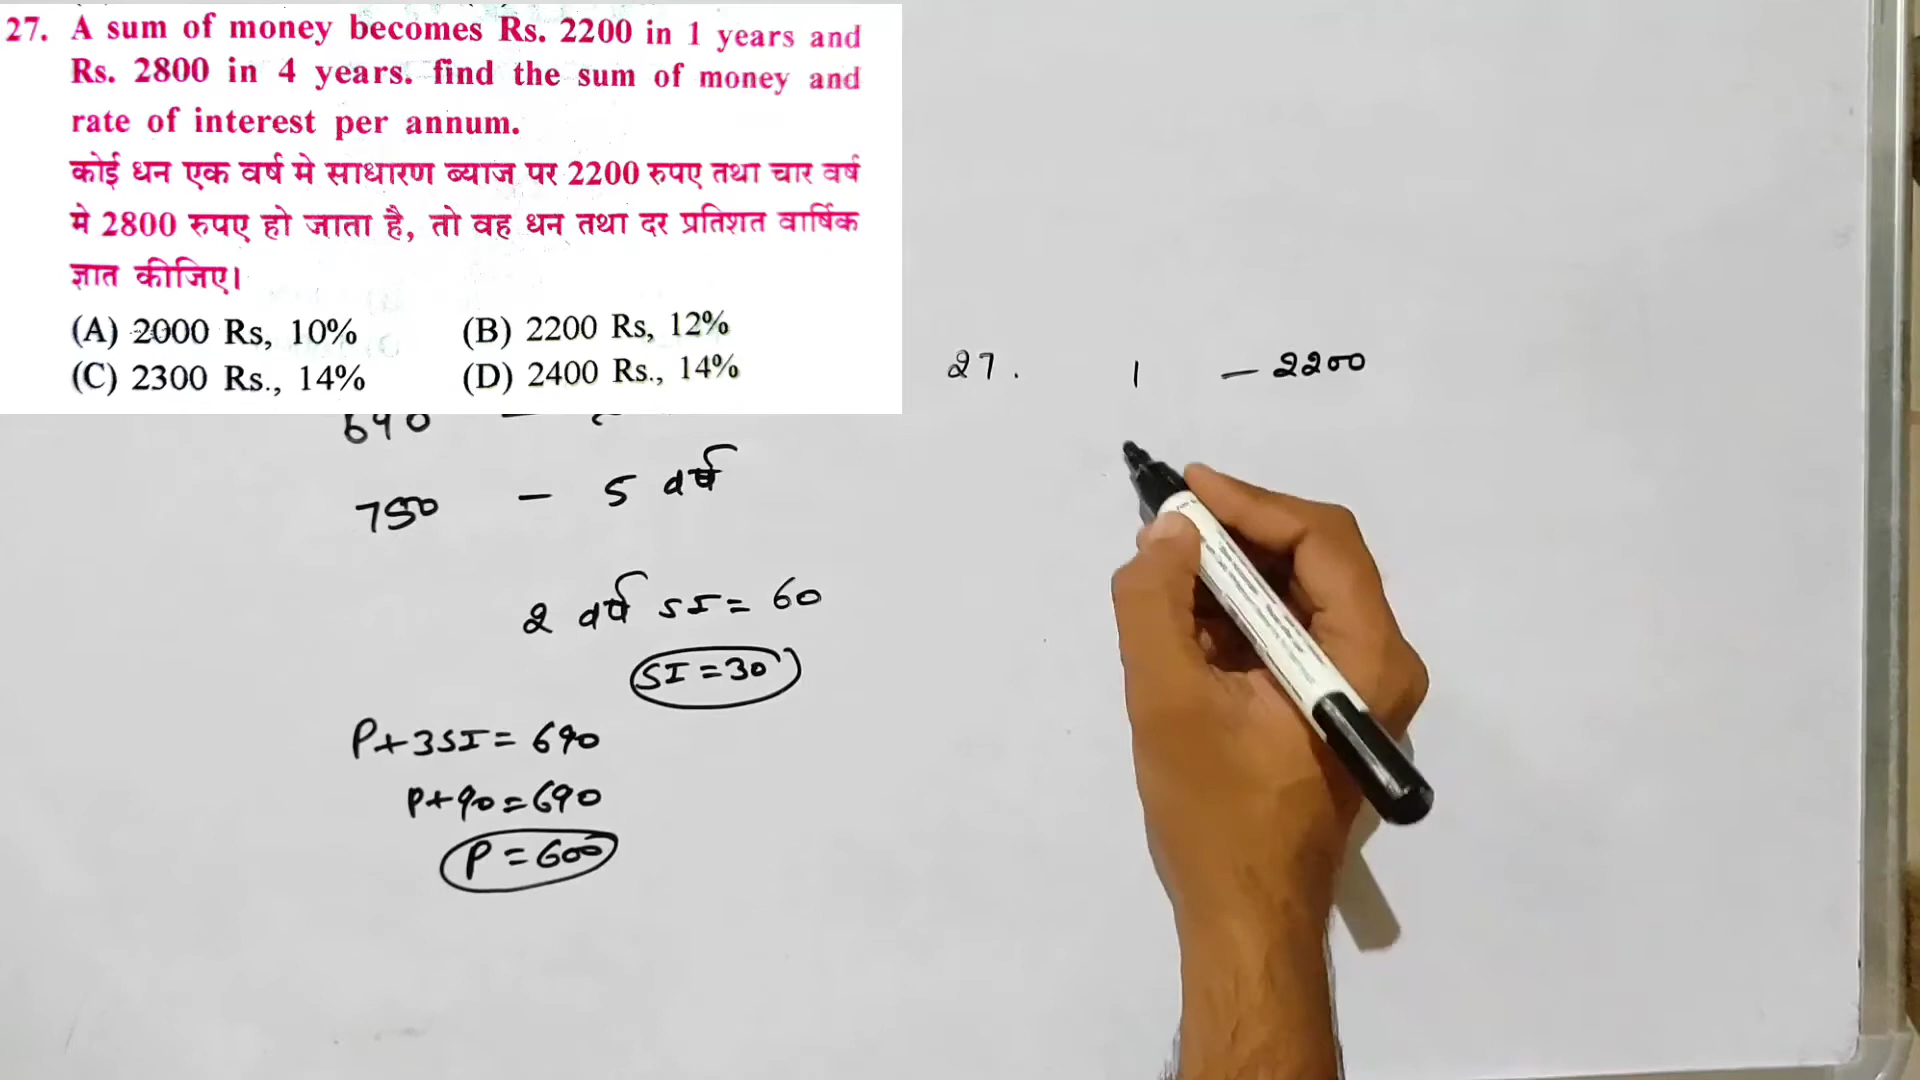 27. A sum of money becomes Rs. 2200 in 1 years and
Rs. 2800 in 4 years. find the sum of money and
rate of interest per annum.
कोई धन एक वर्ष मे साधारण ब्याज पर 2200 रुपए तथा चार वर्ष
मे 2800 रुपए हो जाता है, तो वह धन तथा दर प्रतिशत वार्षिक
ज्ञात कीजिए।
(A) 2000 Rs, 10% (B) 2200 Rs, 12%
(C) 2300 Rs., 14% (D) 2400 Rs., 14%
690 –
750 – 5 वर्ष
2 वर्ष SI = 60
SI = 30
P+3SI = 690
P+90 = 690
P = 600
27. 1 – 2200